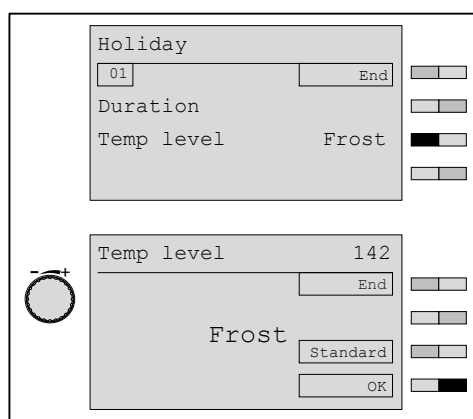 Holiday
01 End
Duration
Temp level Frost
Temp level 142
End
- +
Frost
Standard
OK